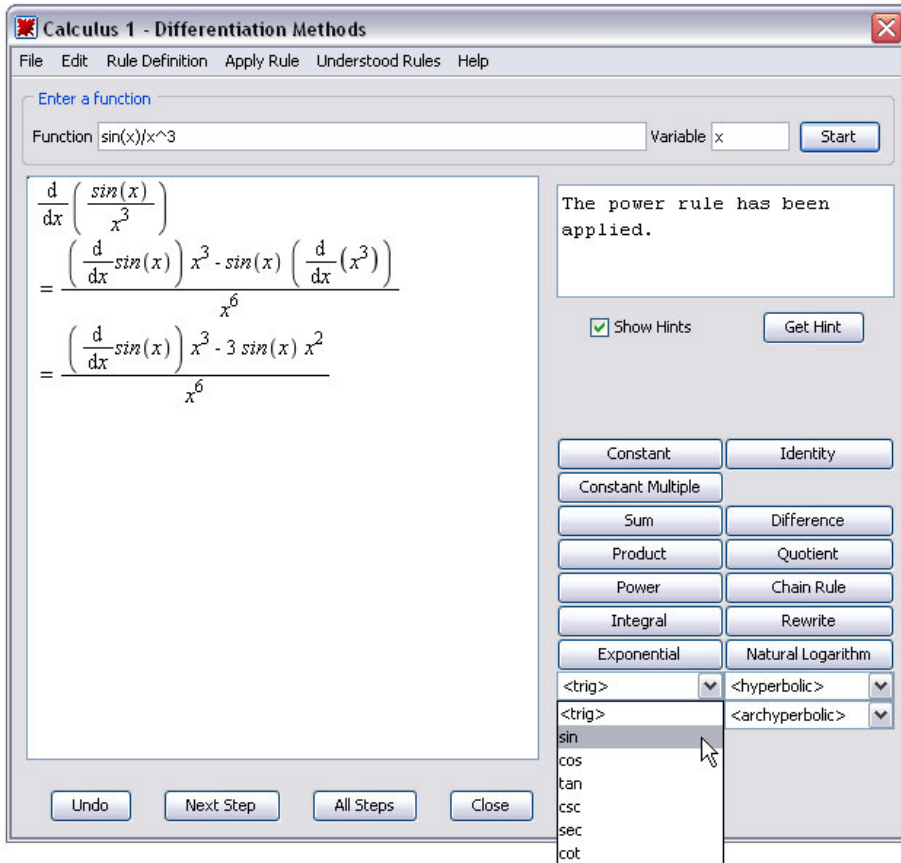 Calculus 1 - Differentiation Methods
File Edit Rule Definition Apply Rule Understood Rules Help
Enter a function
Function sin(x)/x^3 Variable x Start
d/dx ( sin(x) / x^3 )
= ( ( d/dx sin(x) ) x^3 - sin(x) ( d/dx (x^3) ) ) / x^6
= ( ( d/dx sin(x) ) x^3 - 3 sin(x) x^2 ) / x^6
The power rule has been
applied.
Show Hints Get Hint
Constant Identity
Constant Multiple
Sum Difference
Product Quotient
Power Chain Rule
Integral Rewrite
Exponential Natural Logarithm
<trig> <hyperbolic>
<trig> <archyperbolic>
sin
cos
tan
csc
sec
cot
Undo Next Step All Steps Close